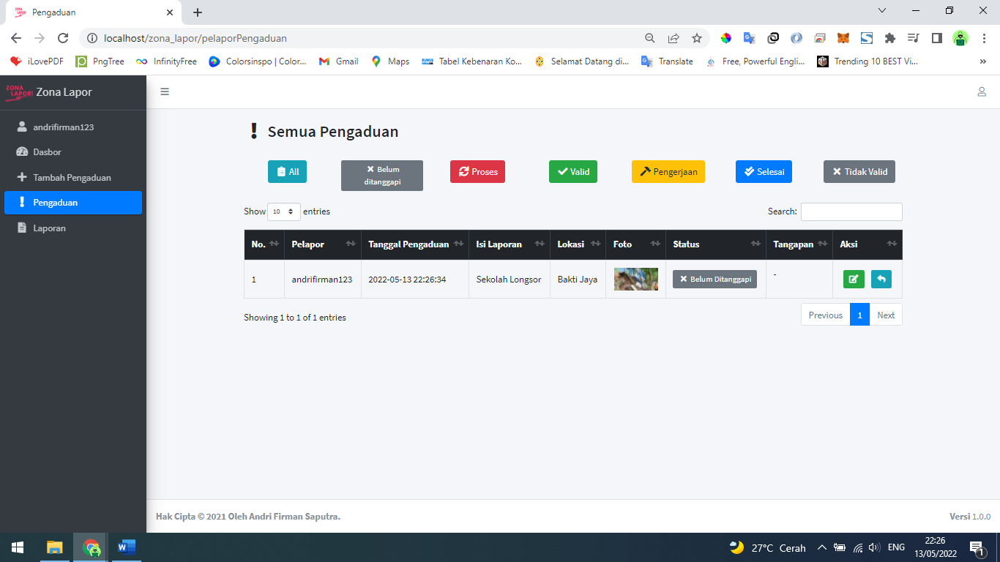 Pengaduan
localhost/zona_lapor/pelaporPengaduan
iLovePDF PngTree InfinityFree Colorsinspo | Color... Gmail Maps Tabel Kebenaran Ko... Selamat Datang di... Translate Free, Powerful Engli... Trending 10 BEST Vi... »
ZONA LAPOR! Zona Lapor
andrifirman123
Dasbor
Tambah Pengaduan
Pengaduan
Laporan
Semua Pengaduan
All Belum ditanggapi Proses Valid Pengerjaan Selesai Tidak Valid
Show 10 entries Search:
No. Pelapor Tanggal Pengaduan Isi Laporan Lokasi Foto Status Tangapan Aksi
1 andrifirman123 2022-05-13 22:26:34 Sekolah Longsor Bakti Jaya Belum Ditanggapi -
Showing 1 to 1 of 1 entries Previous 1 Next
Hak Cipta © 2021 Oleh Andri Firman Saputra. Versi 1.0.0
27°C Cerah ENG 22:26
13/05/2022 1